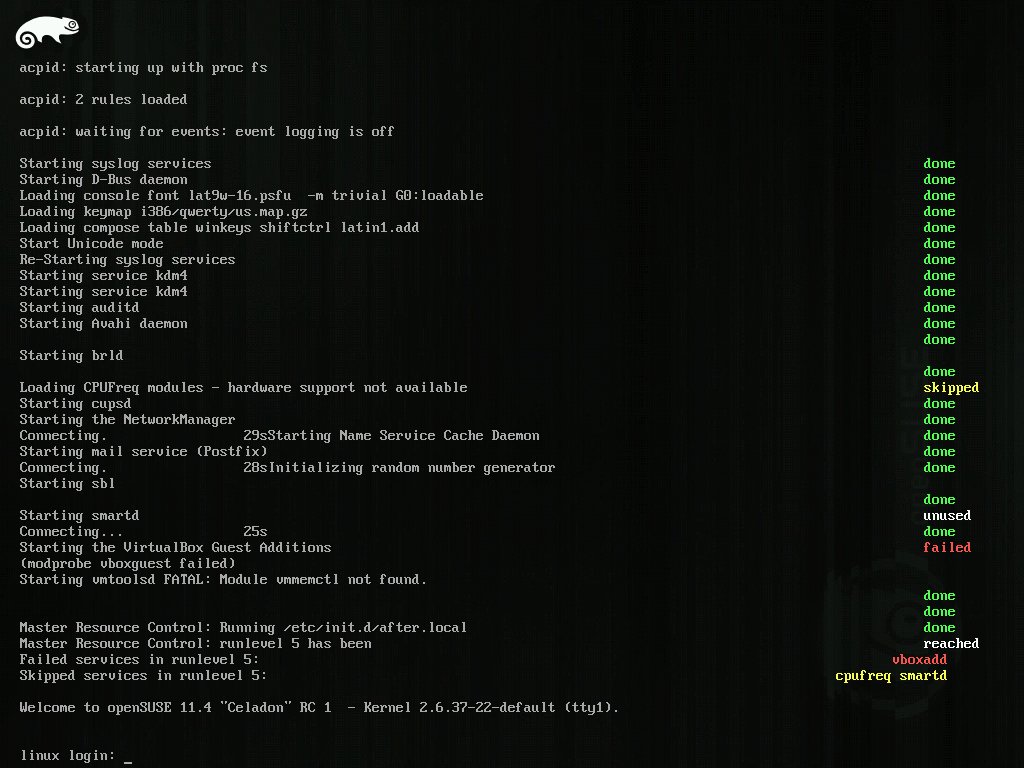 acpid: starting up with proc fs
acpid: 2 rules loaded
acpid: waiting for events: event logging is off
Starting syslog services done
Starting D-Bus daemon done
Loading console font lat9w-16.psfu  -m trivial G0:loadable done
Loading keymap i386/qwerty/us.map.gz done
Loading compose table winkeys shiftctrl latin1.add done
Start Unicode mode done
Re-Starting syslog services done
Starting service kdm4 done
Starting service kdm4 done
Starting auditd done
Starting Avahi daemon done
done
Starting brld
done
Loading CPUFreq modules - hardware support not available skipped
Starting cupsd done
Starting the NetworkManager done
Connecting. 29sStarting Name Service Cache Daemon done
Starting mail service (Postfix) done
Connecting. 28sInitializing random number generator done
Starting sbl
done
Starting smartd unused
Connecting... 25s done
Starting the VirtualBox Guest Additions failed
(modprobe vboxguest failed)
Starting vmtoolsd FATAL: Module vmmemctl not found.
done
done
Master Resource Control: Running /etc/init.d/after.local done
Master Resource Control: runlevel 5 has been reached
Failed services in runlevel 5: vboxadd
Skipped services in runlevel 5: cpufreq smartd
Welcome to openSUSE 11.4 "Celadon" RC 1  - Kernel 2.6.37-22-default (tty1).
linux login: _